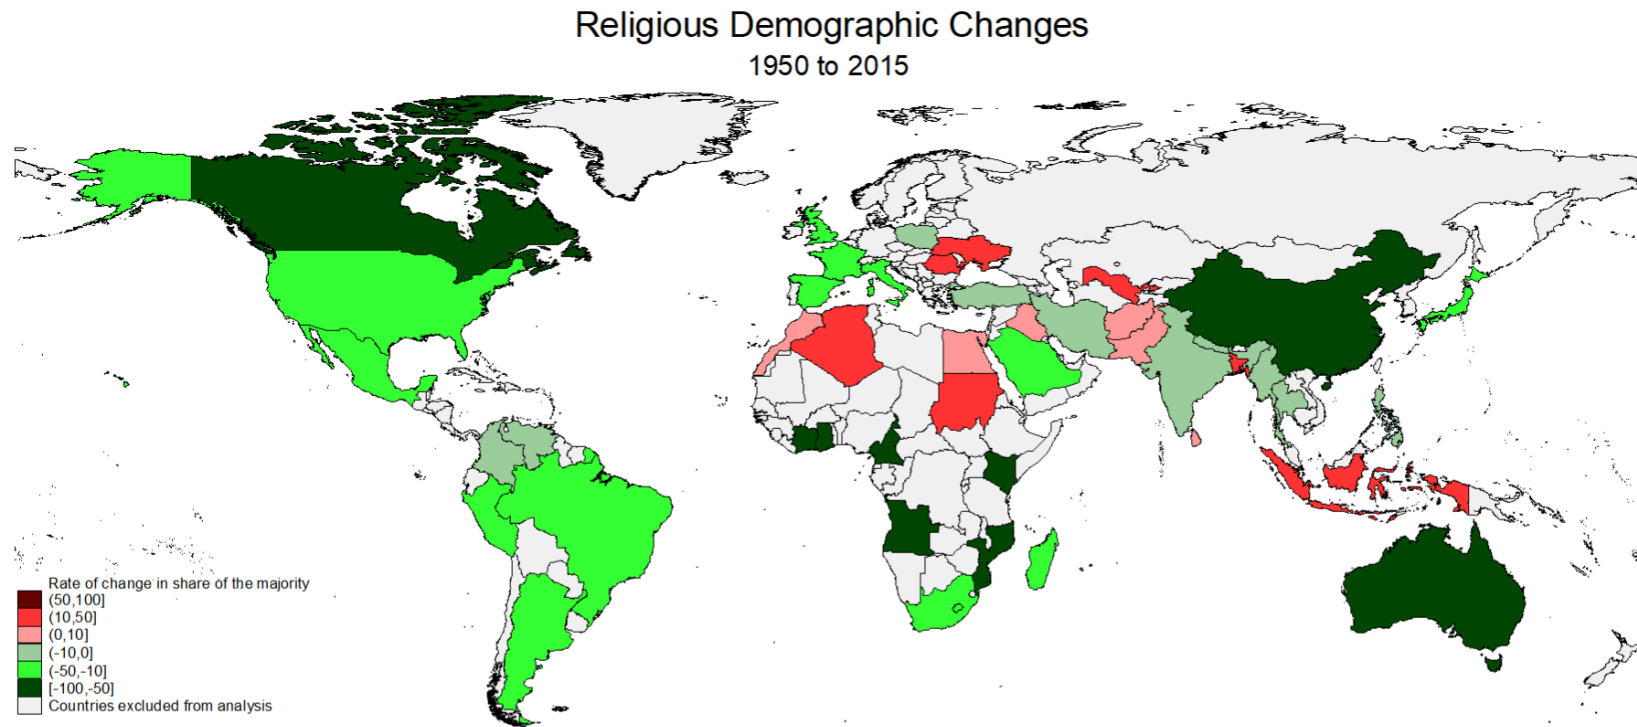 Religious Demographic Changes
1950 to 2015
Rate of change in share of the majority
(50,100]
(10,50]
(0,10]
(-10,0]
(-50,-10]
[-100,-50]
Countries excluded from analysis